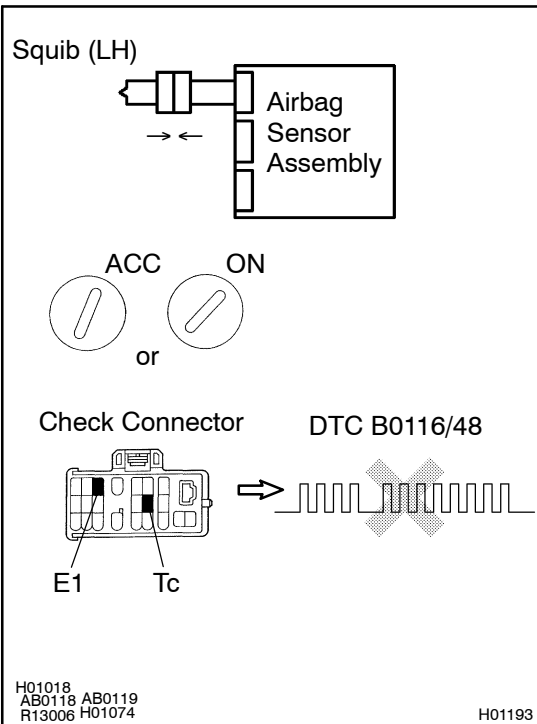 Squib (LH)
Airbag
Sensor
Assembly
ACC
ON
or
Check Connector
DTC B0116/48
E1
Tc
H01018
AB0118 AB0119
R13006 H01074
H01193